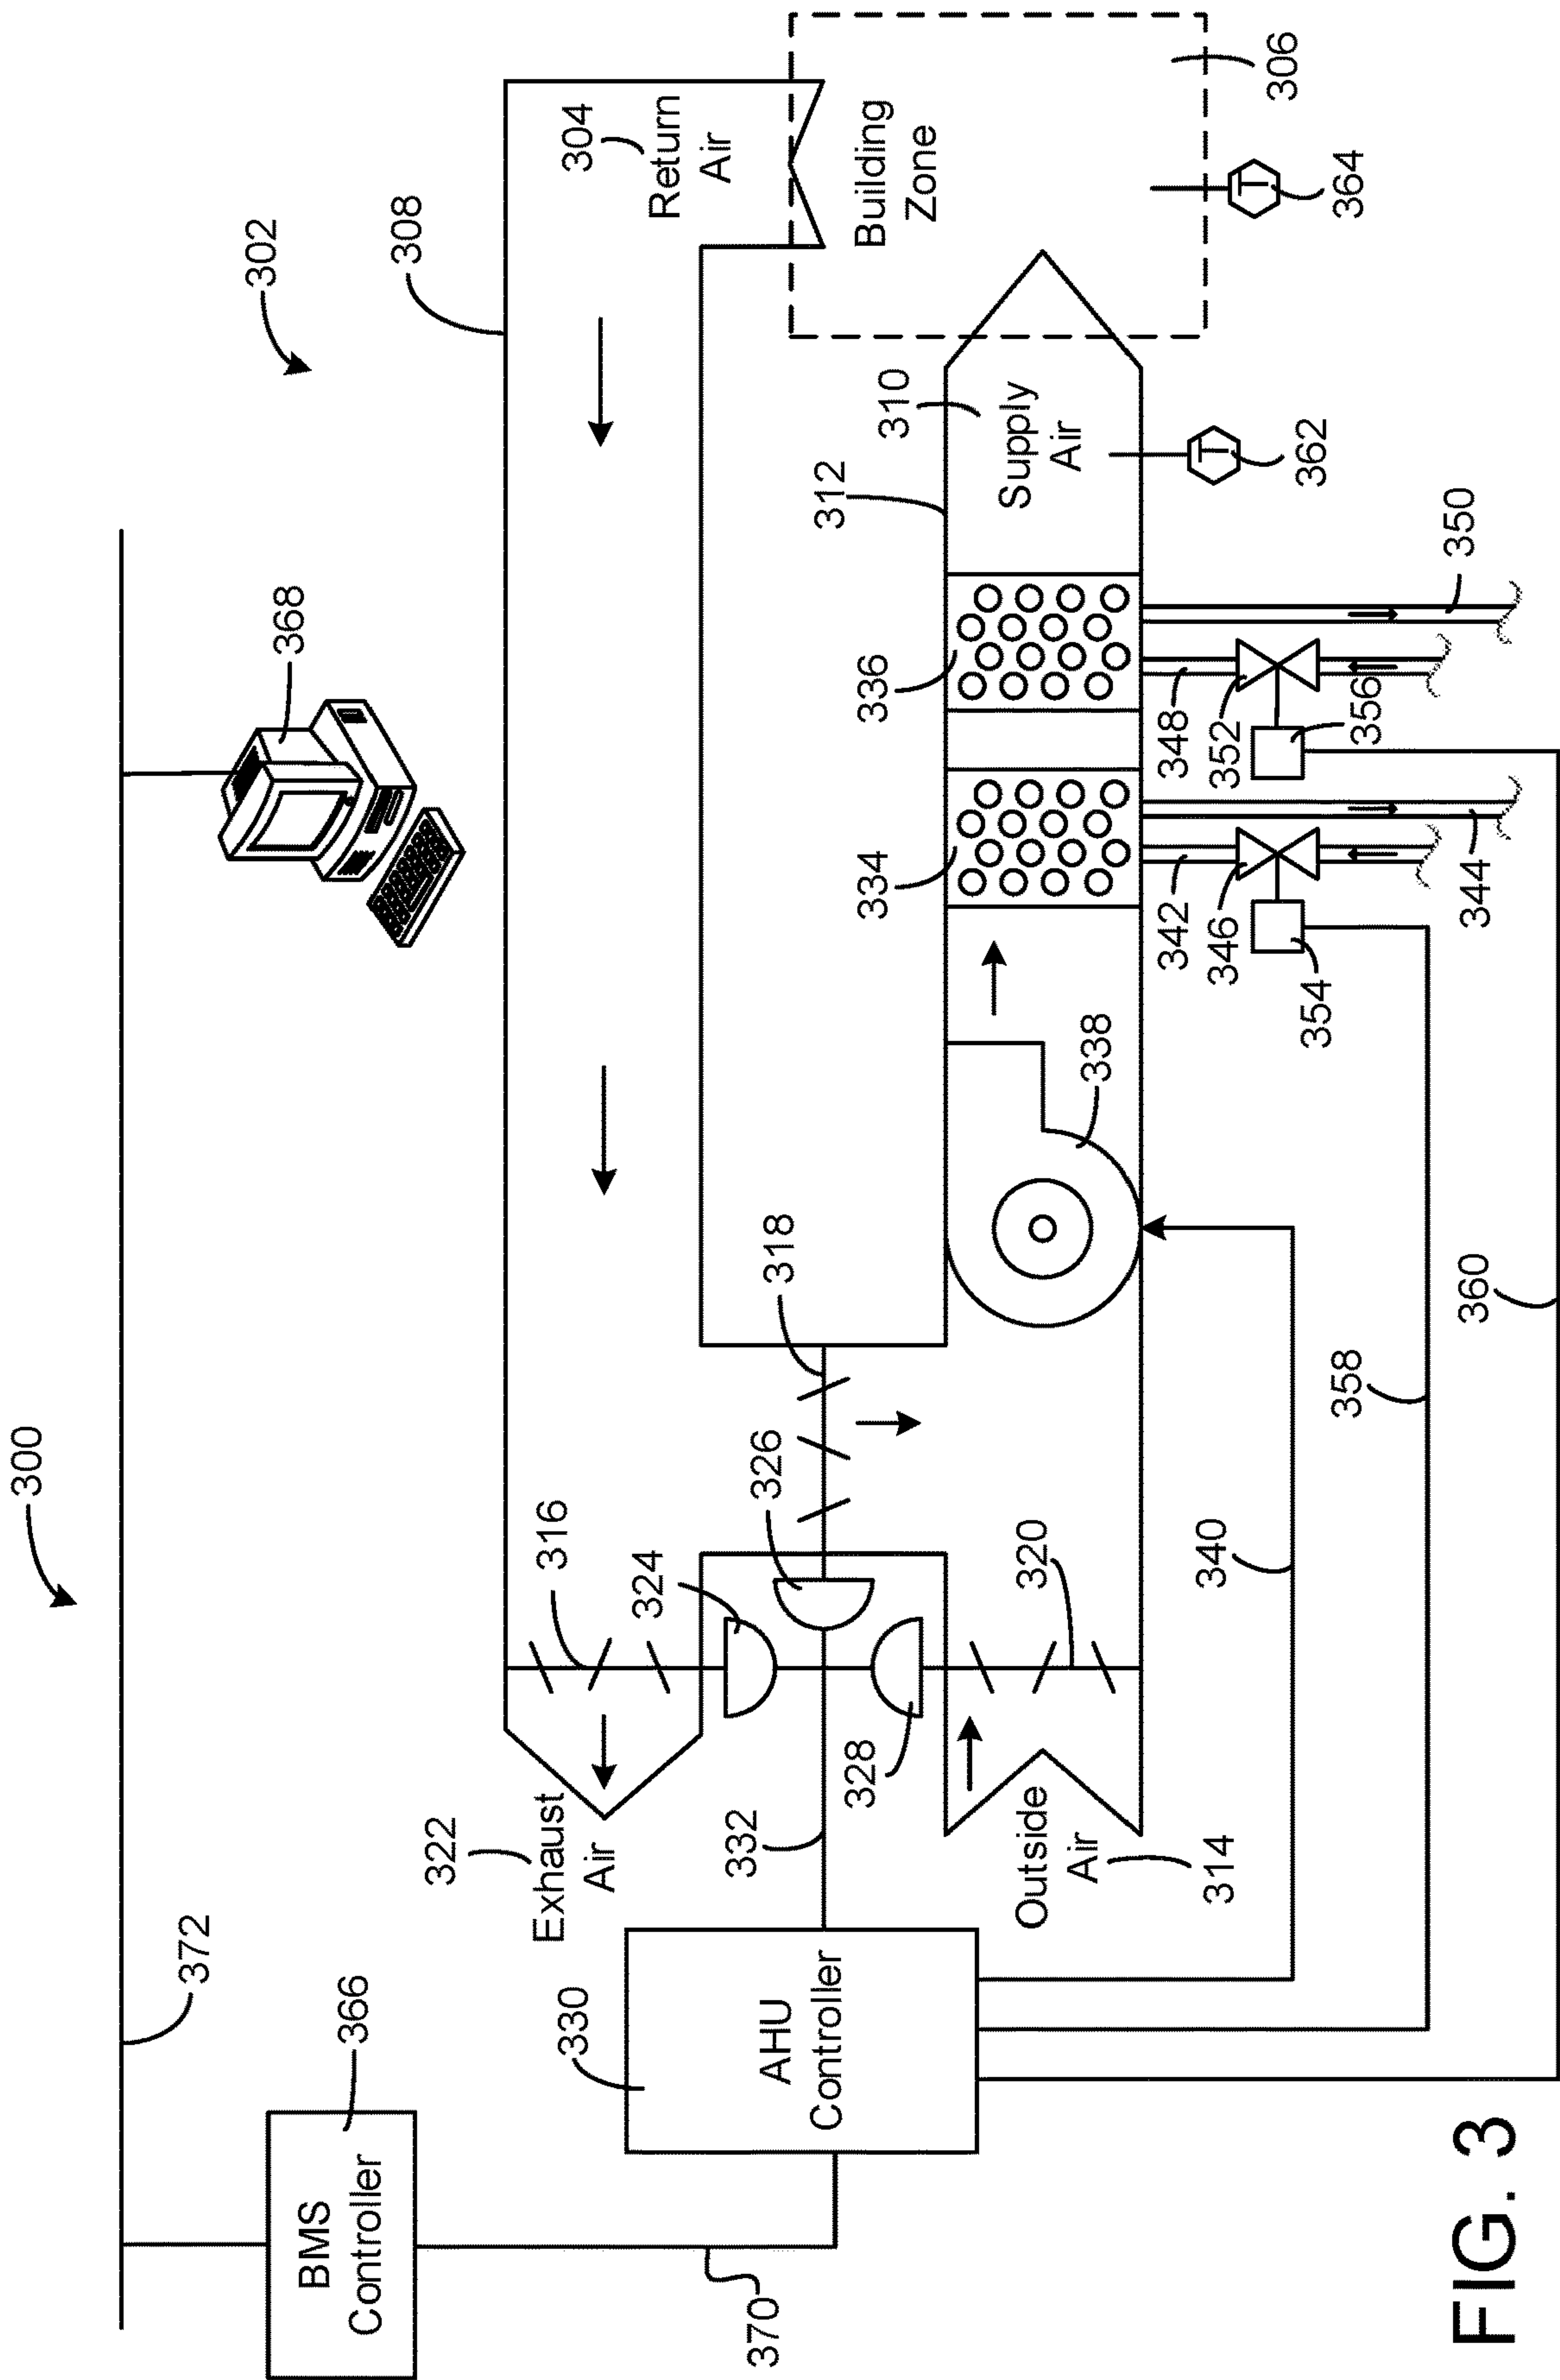 300
372
366
BMS
Controller
370
368
302
308
304
Return
Air
306
Building
Zone
364
322
Exhaust
Air
316
324
326
318
330
AHU
Controller
332
328
Outside
Air
314
320
338
334
336
312
310
Supply
Air
362
342
346
354
344
348
352
356
350
340
358
360
T
T
FIG. 3